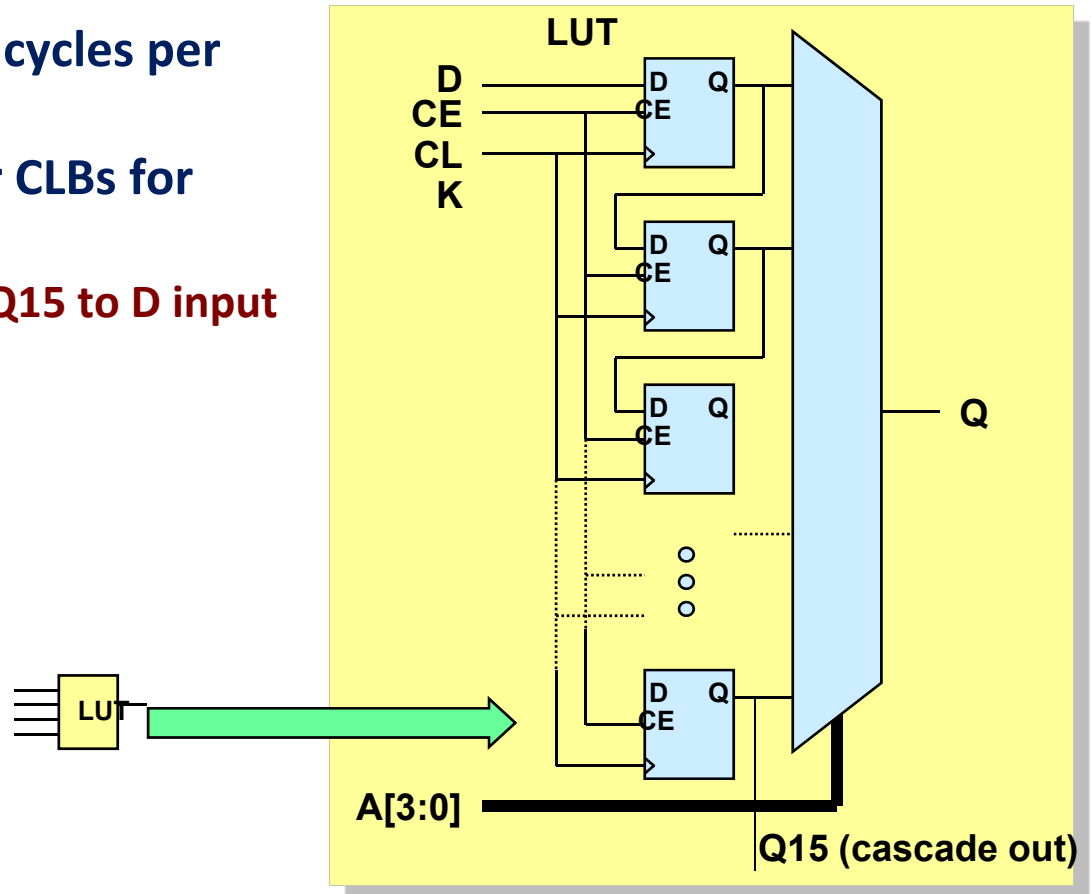 cycles per
r CLBs for
Q15 to D input
LUT
D
CE
CL
K
D Q
CE
D Q
CE
D Q
CE
D Q
CE
Q
LUT
A[3:0]
Q15 (cascade out)